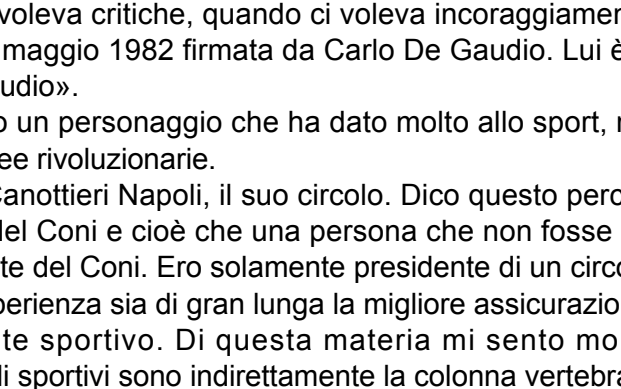 voleva critiche, quando ci voleva incoraggiamen
maggio 1982 firmata da Carlo De Gaudio. Lui è
udio».
o un personaggio che ha dato molto allo sport,
ee rivoluzionarie.
Canottieri Napoli, il suo circolo. Dico questo perc
del Coni e cioè che una persona che non fosse
te del Coni. Ero solamente presidente di un circo
perienza sia di gran lunga la migliore assicurazio
te sportivo. Di questa materia mi sento mo
li sportivi sono indirettamente la colonna vertebra